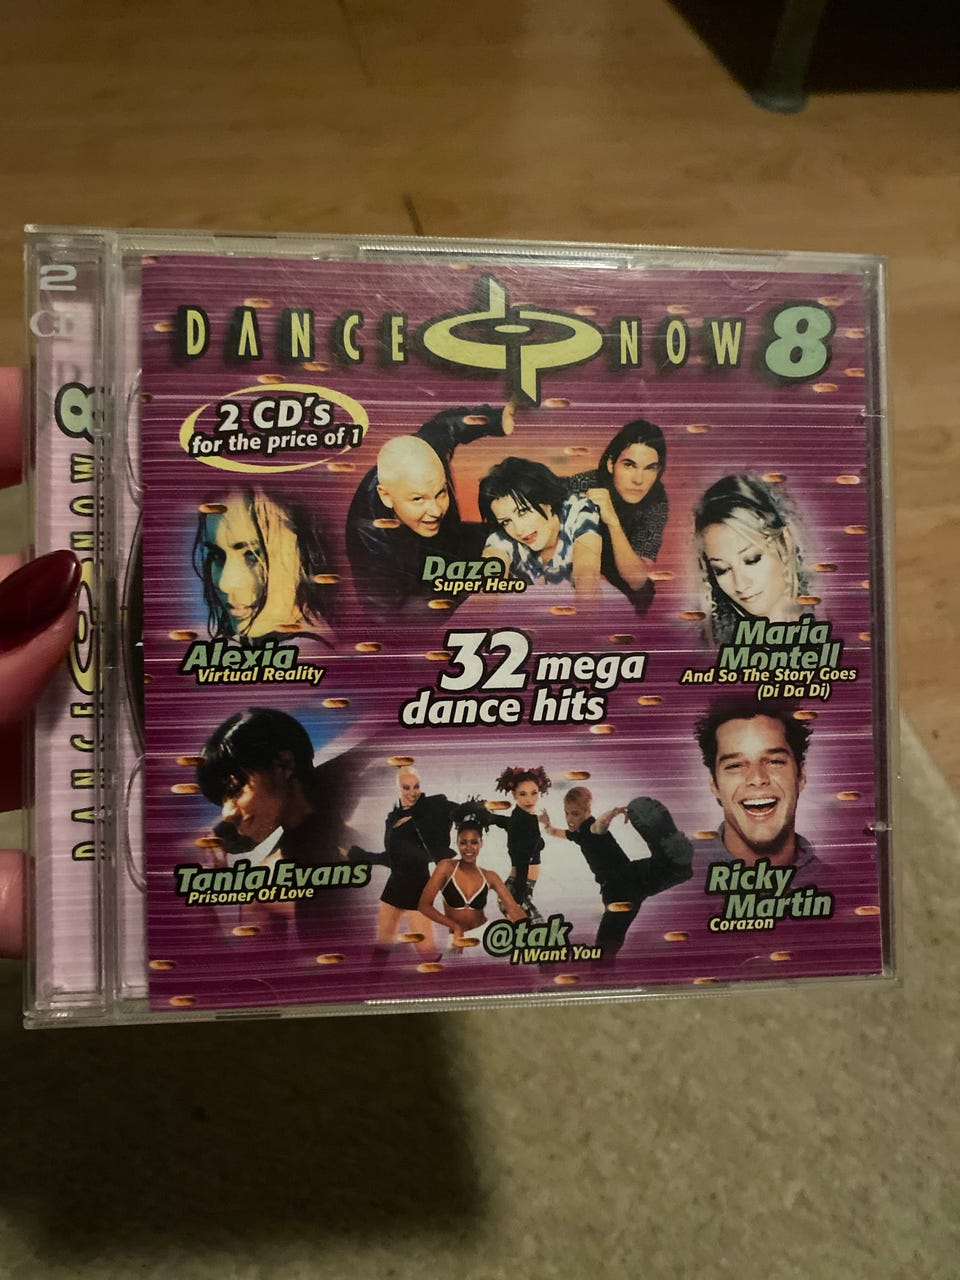 2
CD
8
DANCE NOW
DANCE NOW 8
2 CD's
for the price of 1
Daze
Super Hero
Alexia
Virtual Reality
32 mega
dance hits
Maria
Montell
And So The Story Goes
(Di Da Di)
Tania Evans
Prisoner Of Love
@tak
I Want You
Ricky
Martin
Corazon